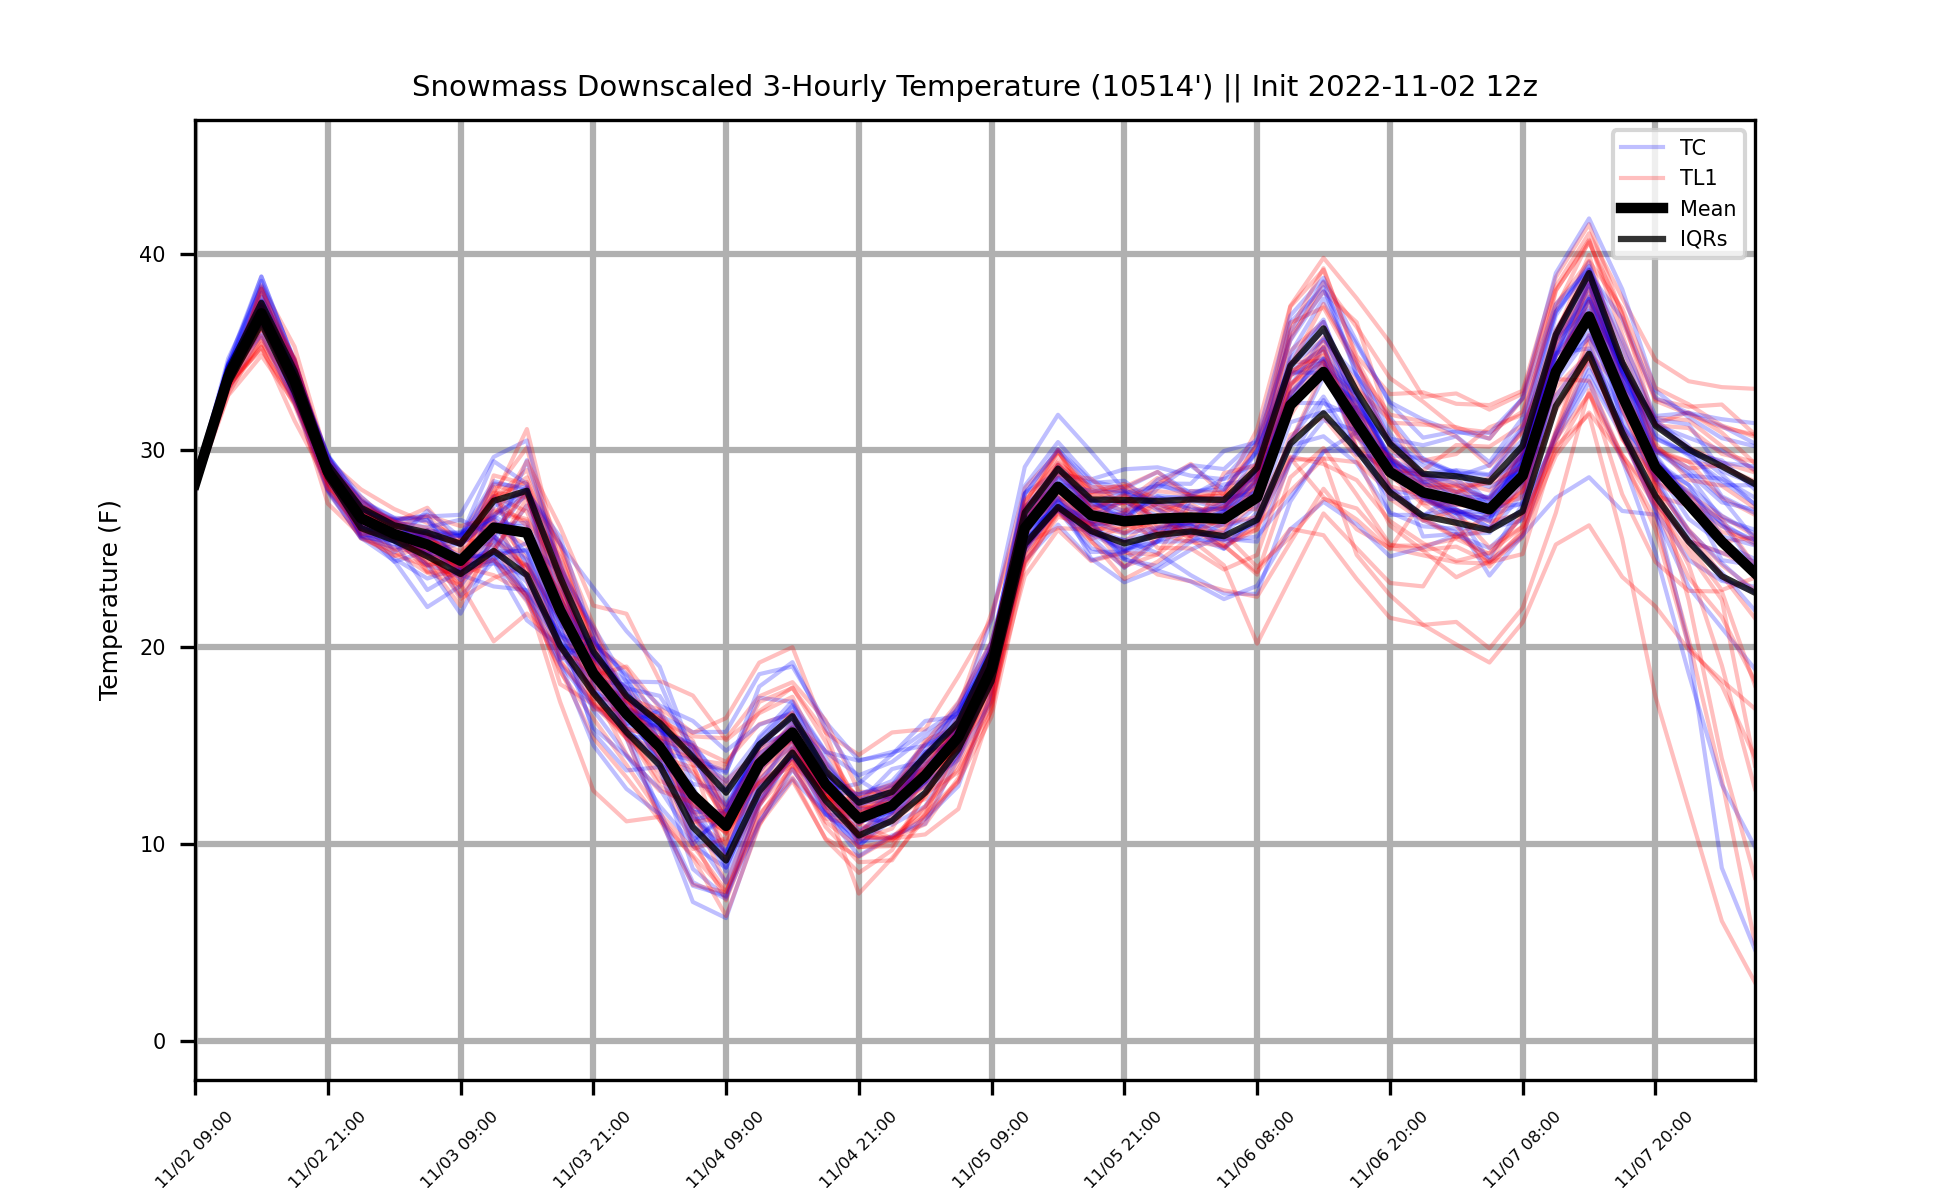 Snowmass Downscaled 3-Hourly Temperature (10514') || Init 2022-11-02 12z
TC
TL1
Mean
IQRs
Temperature (F)
40
30
20
10
0
11/02 09:00
11/02 21:00
11/03 09:00
11/03 21:00
11/04 09:00
11/04 21:00
11/05 09:00
11/05 21:00
11/06 08:00
11/06 20:00
11/07 08:00
11/07 20:00